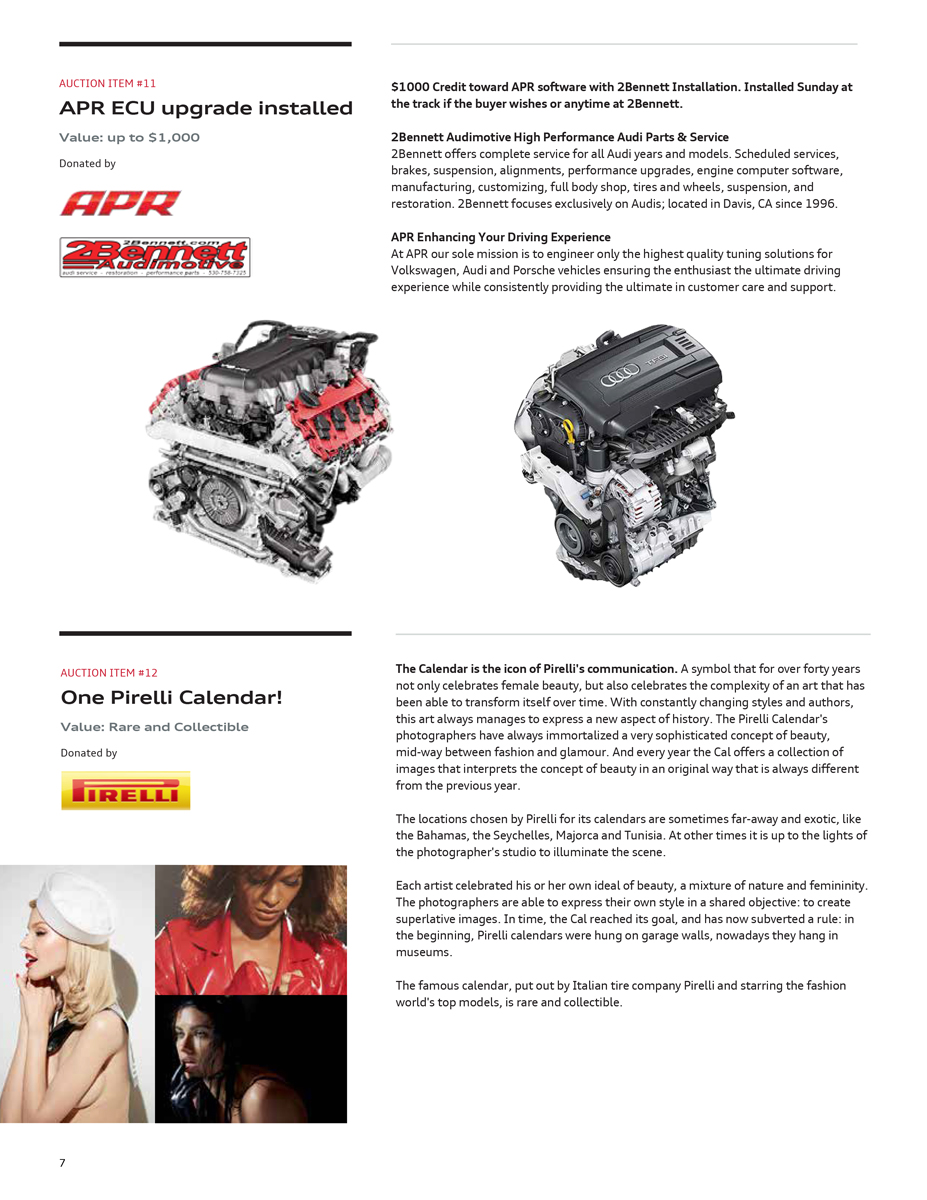 AUCTION ITEM #11
APR ECU upgrade installed
Value: up to $1,000
Donated by
APR
2Bennett.com
2Bennett
Audimotive
audi service - restoration - performance parts - 530-758-7325
$1000 Credit toward APR software with 2Bennett Installation. Installed Sunday at
the track if the buyer wishes or anytime at 2Bennett.
2Bennett Audimotive High Performance Audi Parts & Service
2Bennett offers complete service for all Audi years and models. Scheduled services,
brakes, suspension, alignments, performance upgrades, engine computer software,
manufacturing, customizing, full body shop, tires and wheels, suspension, and
restoration. 2Bennett focuses exclusively on Audis; located in Davis, CA since 1996.
APR Enhancing Your Driving Experience
At APR our sole mission is to engineer only the highest quality tuning solutions for
Volkswagen, Audi and Porsche vehicles ensuring the enthusiast the ultimate driving
experience while consistently providing the ultimate in customer care and support.
TFSI
AUCTION ITEM #12
One Pirelli Calendar!
Value: Rare and Collectible
Donated by
PIRELLI
The Calendar is the icon of Pirelli's communication. A symbol that for over forty years
not only celebrates female beauty, but also celebrates the complexity of an art that has
been able to transform itself over time. With constantly changing styles and authors,
this art always manages to express a new aspect of history. The Pirelli Calendar's
photographers have always immortalized a very sophisticated concept of beauty,
mid-way between fashion and glamour. And every year the Cal offers a collection of
images that interprets the concept of beauty in an original way that is always different
from the previous year.
The locations chosen by Pirelli for its calendars are sometimes far-away and exotic, like
the Bahamas, the Seychelles, Majorca and Tunisia. At other times it is up to the lights of
the photographer's studio to illuminate the scene.
Each artist celebrated his or her own ideal of beauty, a mixture of nature and femininity.
The photographers are able to express their own style in a shared objective: to create
superlative images. In time, the Cal reached its goal, and has now subverted a rule: in
the beginning, Pirelli calendars were hung on garage walls, nowadays they hang in
museums.
The famous calendar, put out by Italian tire company Pirelli and starring the fashion
world's top models, is rare and collectible.
7